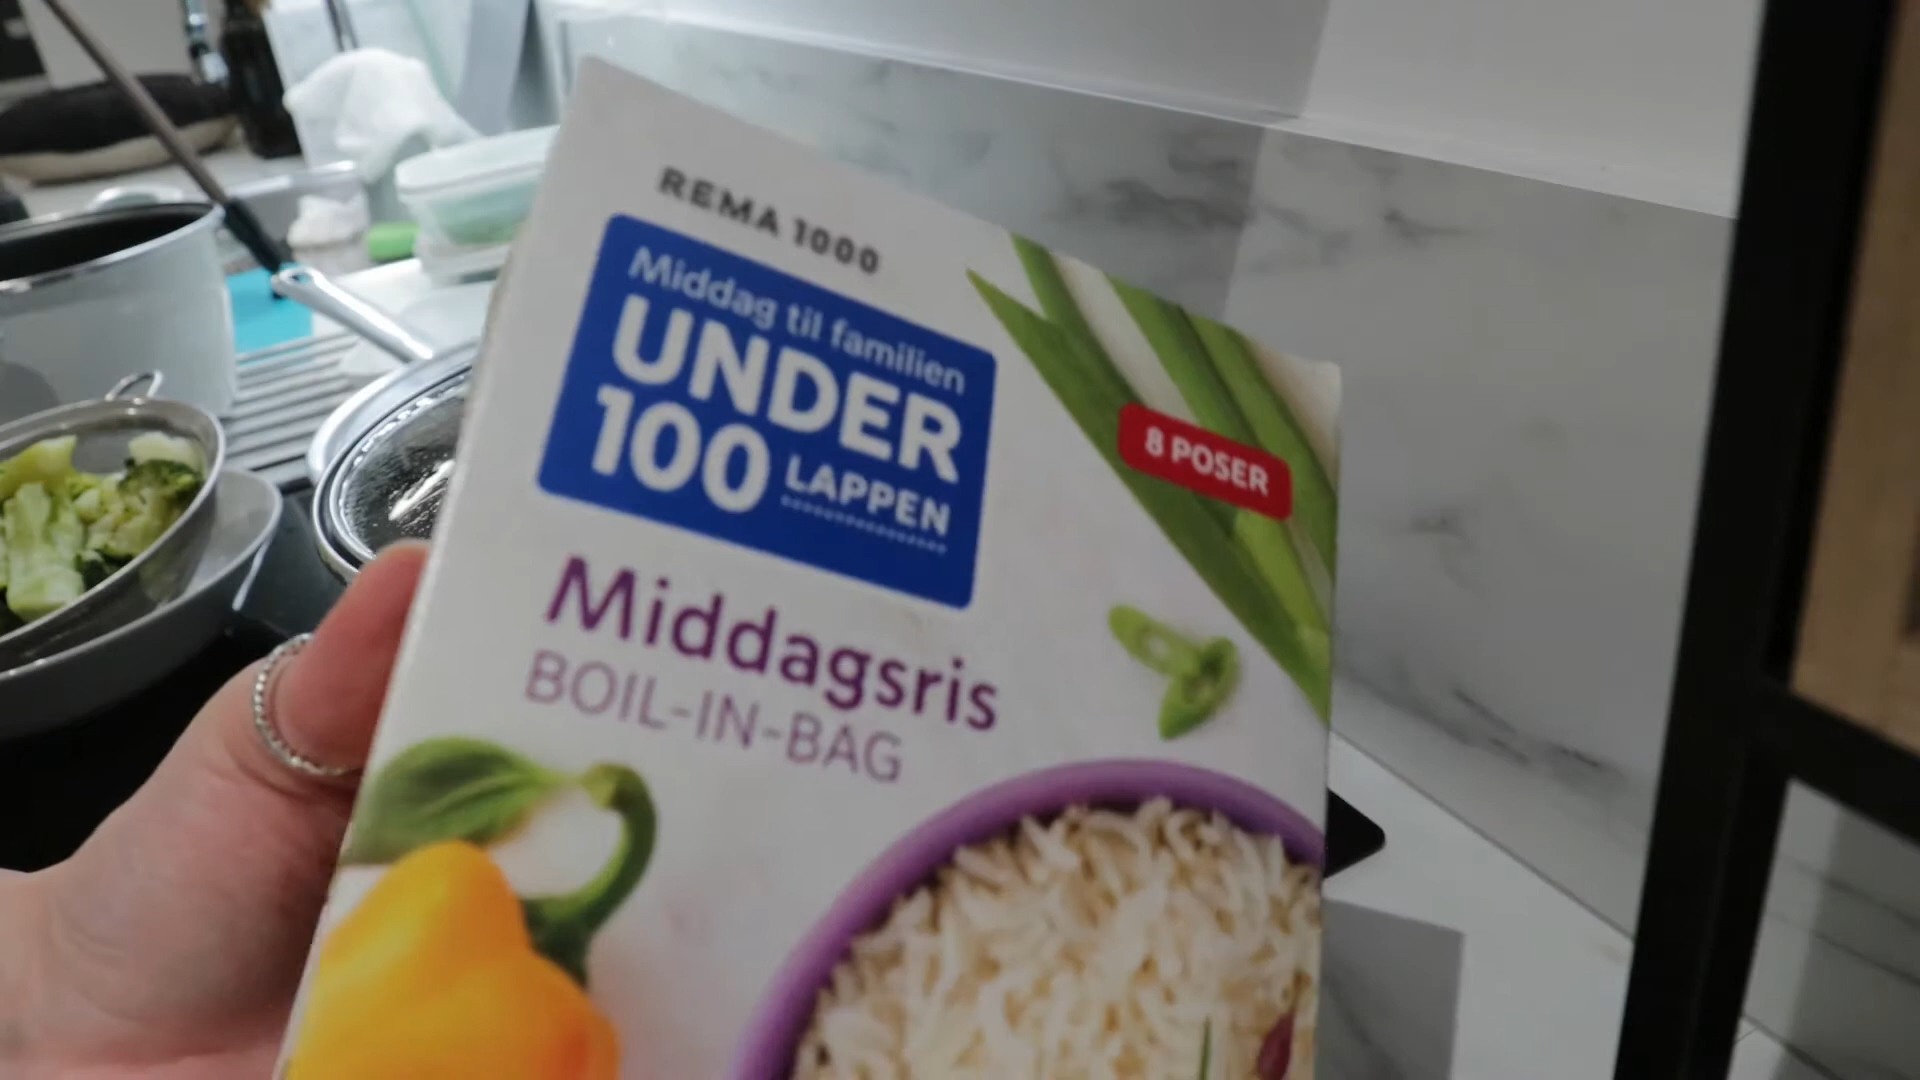 REMA 1000
Middag til familien
UNDER
100 LAPPEN
8 POSER
Middagsris
BOIL-IN-BAG